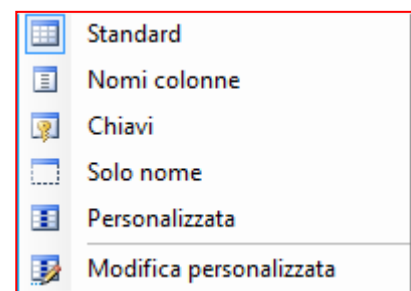 Standard
Nomi colonne
Chiavi
Solo nome
Personalizzata
Modifica personalizzata